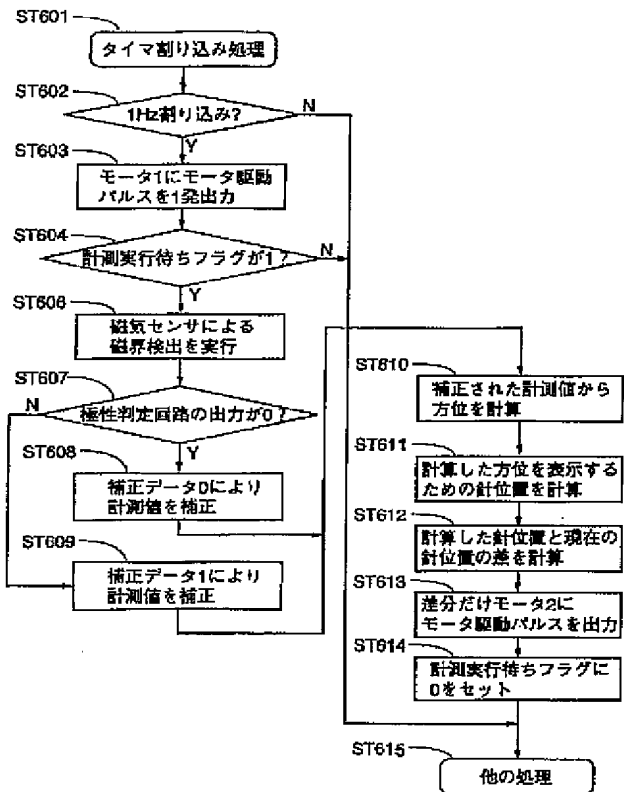 ST601
タイマ割り込み処理
ST602
1Hz割り込み?
N
Y
ST603
モータ1にモータ駆動
パルスを1発出力
ST604
計測実行待ちフラグが1?
N
Y
ST606
磁気センサによる
磁界検出を実行
ST607
N
極性判定回路の出力が0?
Y
ST608
補正データ0により
計測値を補正
ST609
補正データ1により
計測値を補正
ST610
補正された計測値から
方位を計算
ST611
計算した方位を表示する
ための針位置を計算
ST612
計算した針位置と現在の
針位置の差を計算
ST613
差分だけモータ2に
モータ駆動パルスを出力
ST614
計測実行待ちフラグに
0をセット
ST615
他の処理